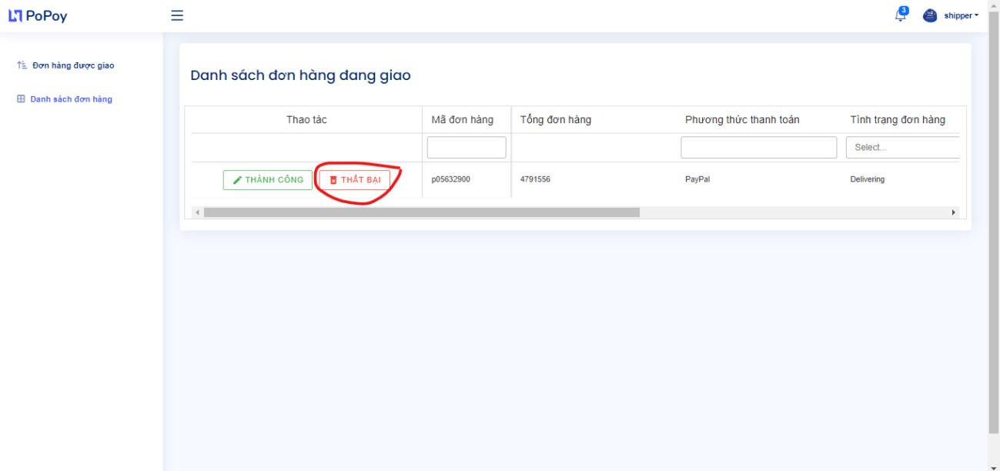 PoPoy
3
shipper
Đơn hàng được giao
Danh sách đơn hàng
Danh sách đơn hàng đang giao
Thao tác Mã đơn hàng Tổng đơn hàng Phương thức thanh toán Tình trạng đơn hàng
Select...
THÀNH CÔNG THẤT BẠI p05632900 4791556 PayPal Delivering